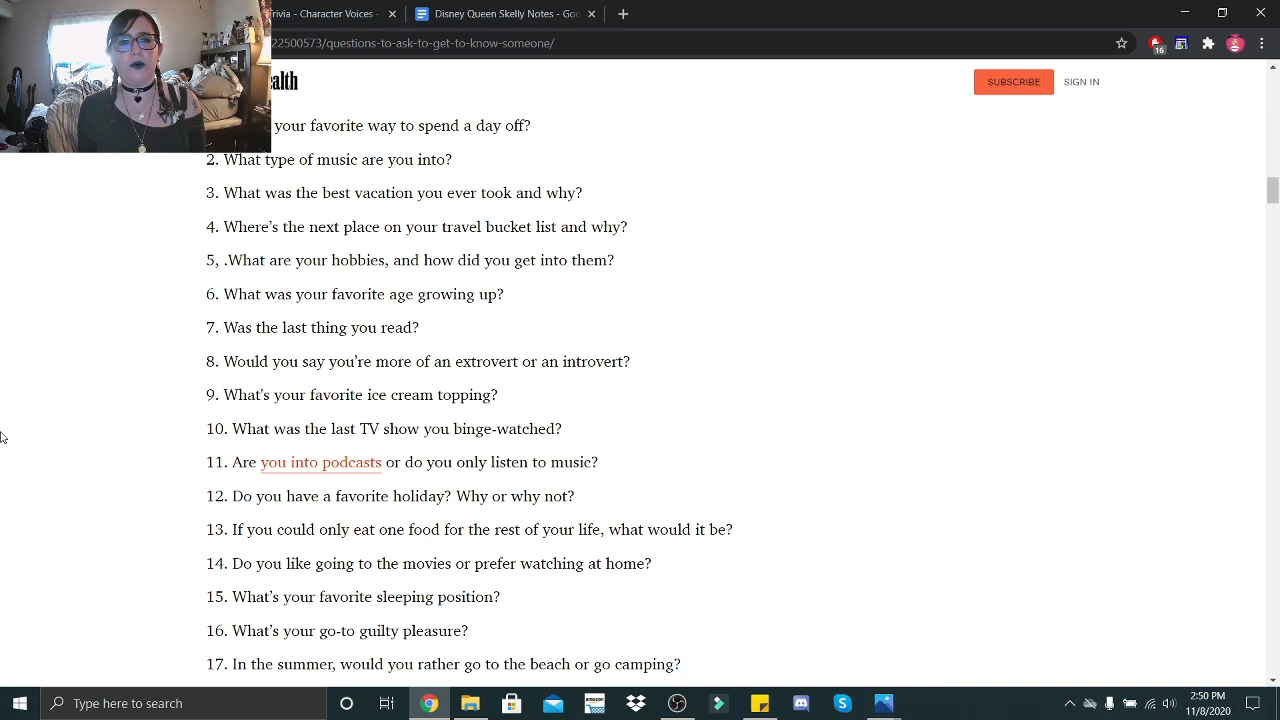 rivia - Character Voices -
Disney Queen Skelly Notes - Goo
22500573/questions-to-ask-to-get-to-know-someone/
16
ealth
SUBSCRIBE
SIGN IN
your favorite way to spend a day off?
2. What type of music are you into?
3. What was the best vacation you ever took and why?
4. Where’s the next place on your travel bucket list and why?
5, .What are your hobbies, and how did you get into them?
6. What was your favorite age growing up?
7. Was the last thing you read?
8. Would you say you’re more of an extrovert or an introvert?
9. What's your favorite ice cream topping?
10. What was the last TV show you binge-watched?
11. Are you into podcasts or do you only listen to music?
12. Do you have a favorite holiday? Why or why not?
13. If you could only eat one food for the rest of your life, what would it be?
14. Do you like going to the movies or prefer watching at home?
15. What’s your favorite sleeping position?
16. What’s your go-to guilty pleasure?
17. In the summer, would you rather go to the beach or go camping?
Type here to search
amazon
2:50 PM
11/8/2020